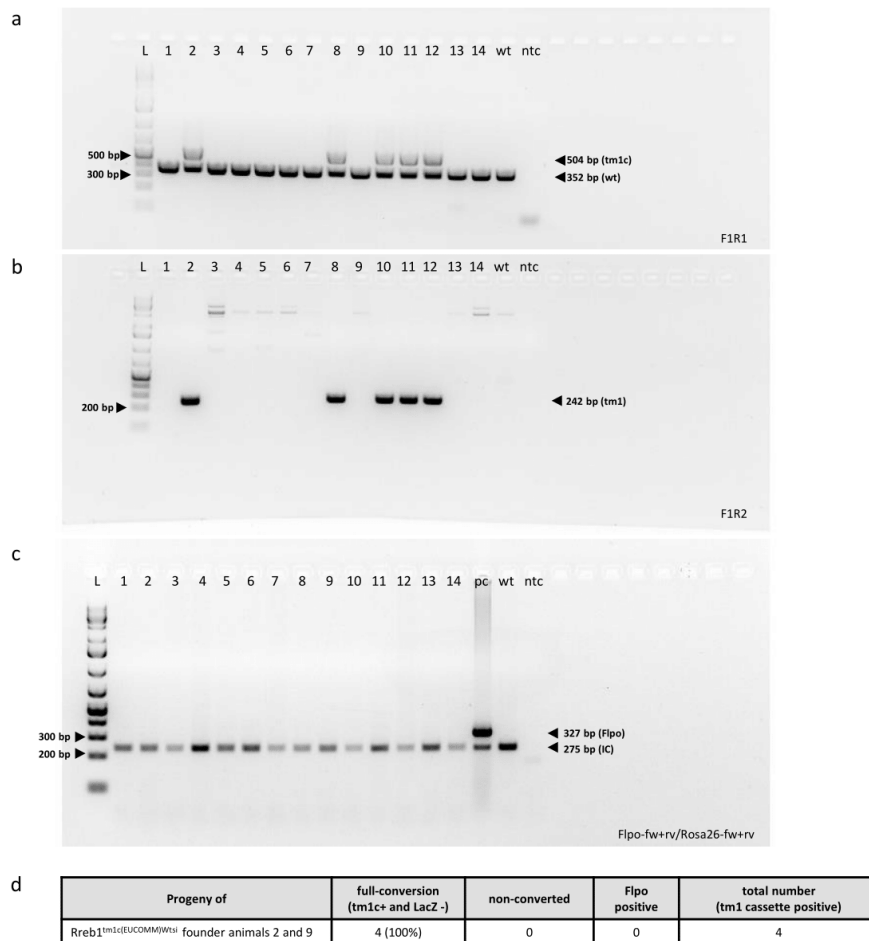 a
L 1 2 3 4 5 6 7 8 9 10 11 12 13 14 wt ntc
500 bp
504 bp (tm1c)
300 bp
352 bp (wt)
F1R1
b
L 1 2 3 4 5 6 7 8 9 10 11 12 13 14 wt ntc
200 bp
242 bp (tm1)
F1R2
c
L 1 2 3 4 5 6 7 8 9 10 11 12 13 14 pc wt ntc
300 bp
327 bp (Flpo)
200 bp
275 bp (IC)
Flpo-fw+rv/Rosa26-fw+rv
d
Progeny of | full-conversion (tm1c+ and LacZ -) | non-converted | Flpo positive | total number (tm1 cassette positive)
Rreb1tm1c(EUCOMM)Wtsi founder animals 2 and 9 | 4 (100%) | 0 | 0 | 4